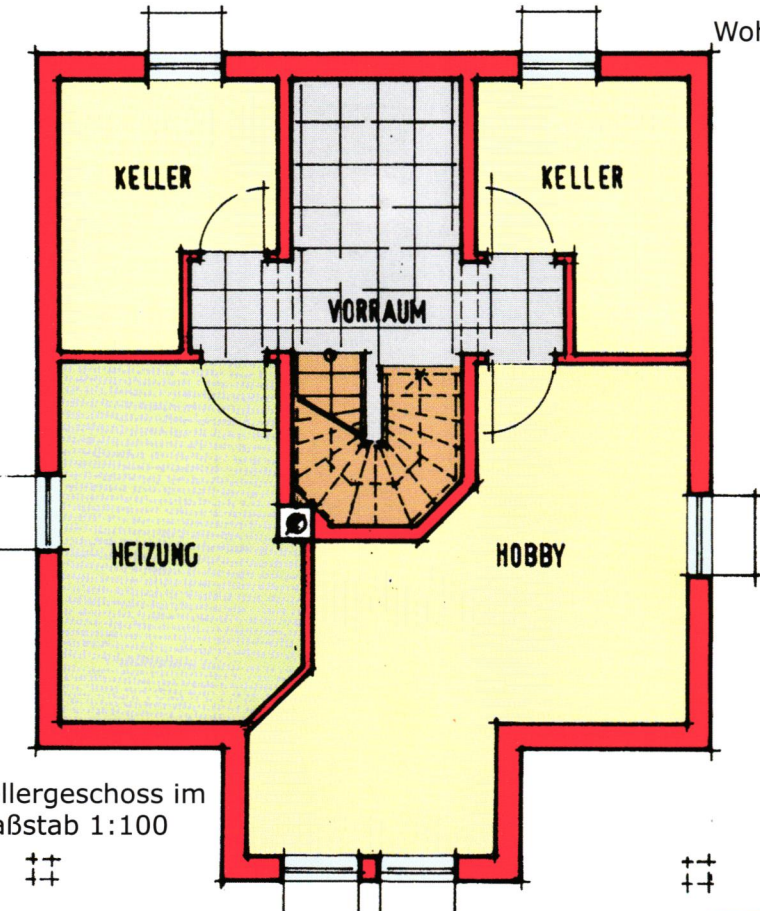 Woh
KELLER
KELLER
VORRAUM
HEIZUNG
HOBBY
llergeschoss im
aßstab 1:100